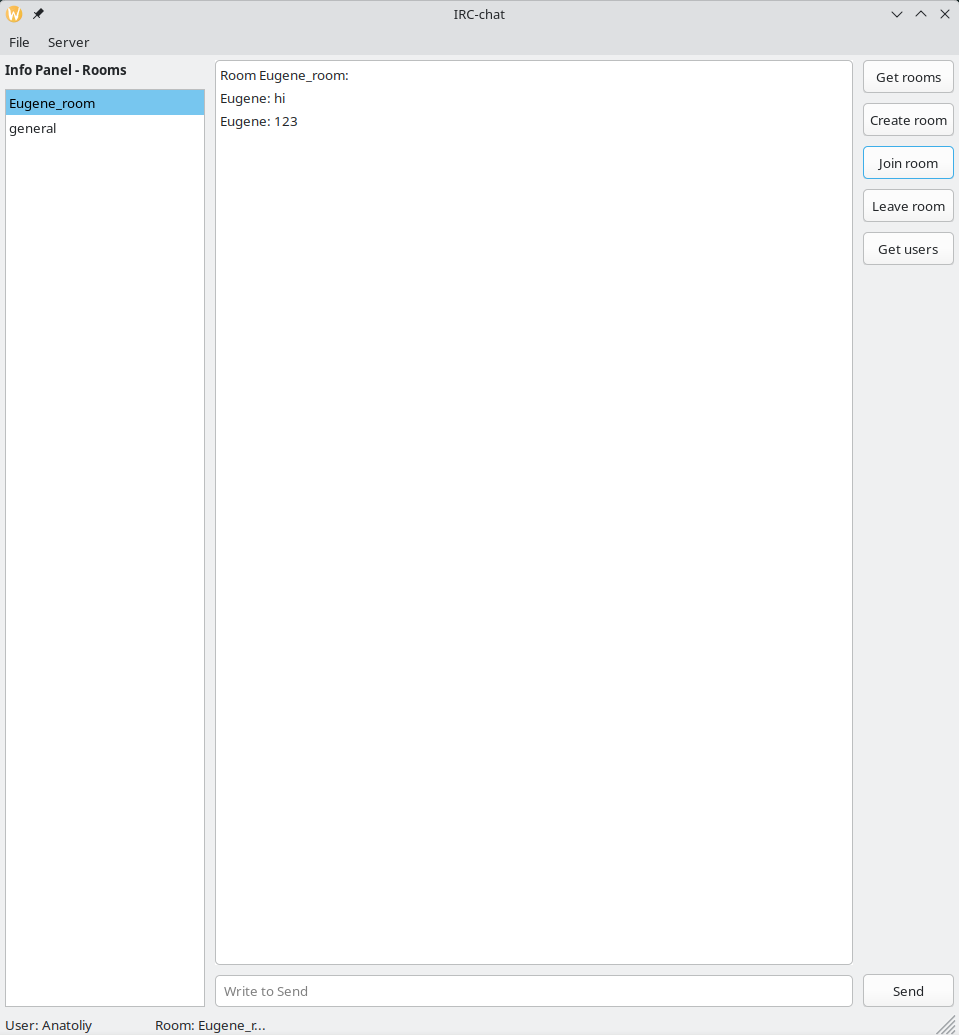 IRC-chat
File Server
Info Panel - Rooms
Eugene_room
general
Room Eugene_room:
Eugene: hi
Eugene: 123
Get rooms
Create room
Join room
Leave room
Get users
Write to Send
Send
User: Anatoliy Room: Eugene_r...